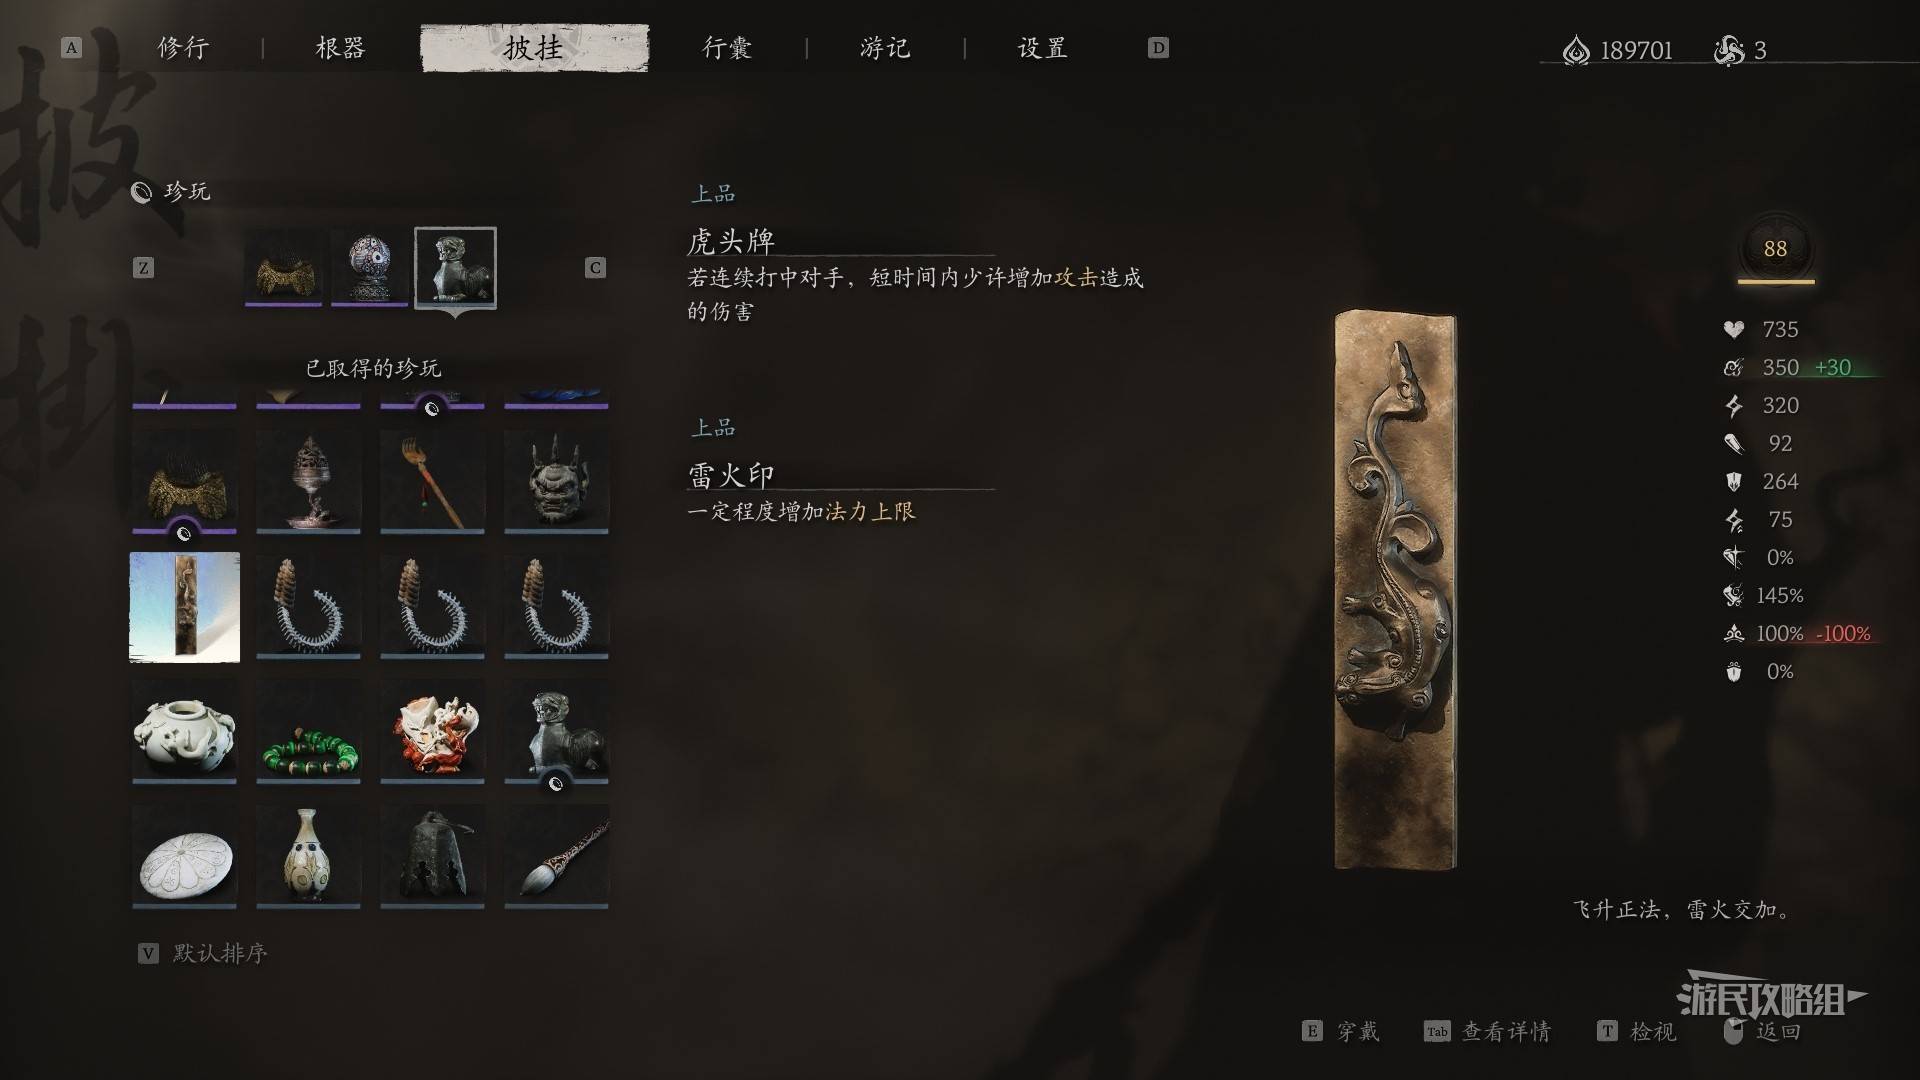 A 修行 根器 披挂 行囊 游记 设置 D
189701 3
披掛
珍玩
Z C
已取得的珍玩
V 默认排序
上品
虎头牌
若连续打中对手，短时间内少许增加攻击造成
的伤害
上品
雷火印
一定程度增加法力上限
88
735
350 +30
320
92
264
75
0%
145%
100% -100%
0%
飞升正法，雷火交加。
游民攻略组
E 穿戴 Tab 查看详情 T 检视 返回